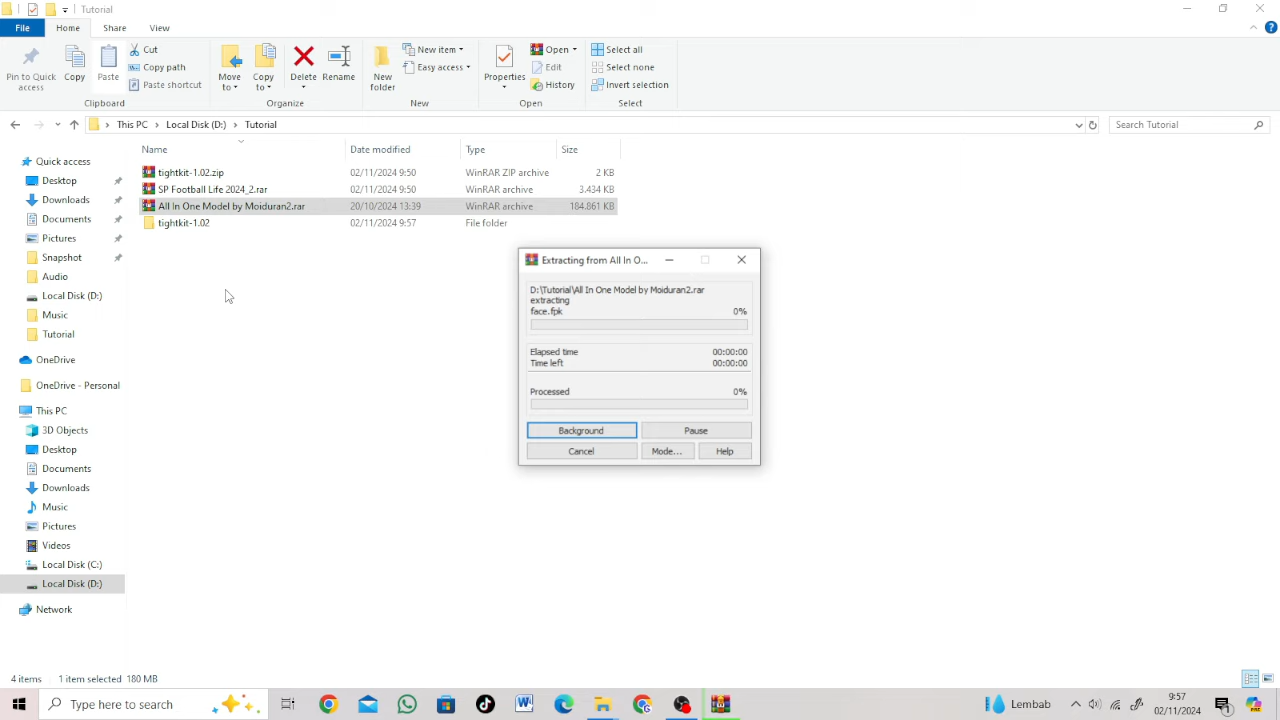 Tutorial
File
Home
Share
View
Pin to Quick access
Copy
Paste
Cut
Copy path
Paste shortcut
Clipboard
Move to
Copy to
Delete
Rename
Organize
New folder
New item
Easy access
New
Properties
Open
Edit
History
Open
Select all
Select none
Invert selection
Select
This PC > Local Disk (D:) > Tutorial
Search Tutorial
Name Date modified Type Size
tightkit-1.02.zip 02/11/2024 9:50 WinRAR ZIP archive 2 KB
SP Football Life 2024_2.rar 02/11/2024 9:50 WinRAR archive 3.434 KB
All In One Model by Moiduran2.rar 20/10/2024 13:39 WinRAR archive 184.861 KB
tightkit-1.02 02/11/2024 9:57 File folder
Quick access
Desktop
Downloads
Documents
Pictures
Snapshot
Audio
Local Disk (D:)
Music
Tutorial
OneDrive
OneDrive - Personal
This PC
3D Objects
Desktop
Documents
Downloads
Music
Pictures
Videos
Local Disk (C:)
Local Disk (D:)
Network
Extracting from All In O...
D:\Tutorial\All In One Model by Moiduran2.rar
extracting
face.fpk 0%
Elapsed time 00:00:00
Time left 00:00:00
Processed 0%
Background Pause
Cancel Mode... Help
4 items 1 item selected 180 MB
Type here to search
Lembab
9:57
02/11/2024